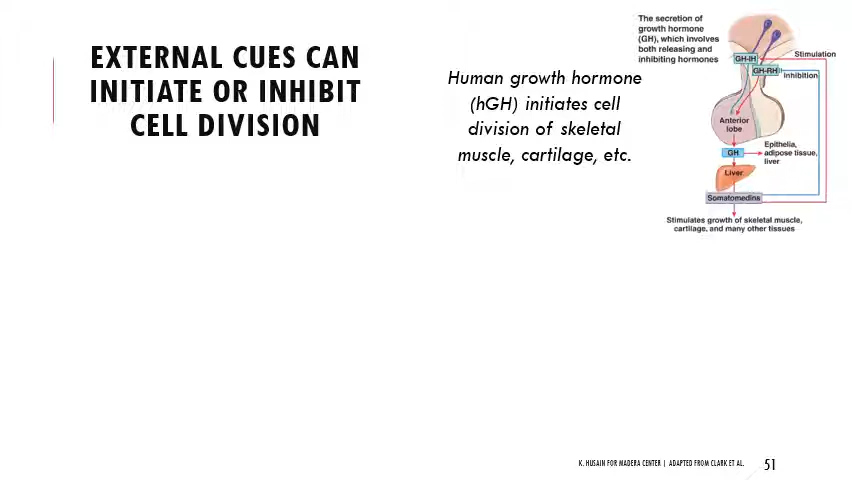 EXTERNAL CUES CAN
INITIATE OR INHIBIT
CELL DIVISION
Human growth hormone
(hGH) initiates cell
division of skeletal
muscle, cartilage, etc.
The secretion of
growth hormone
(GH), which involves
both releasing and
inhibiting hormones
Stimulation
GH-IH
GH-RH
Inhibition
Anterior
lobe
GH
Epithelia,
adipose tissue,
liver
Liver
Somatomedins
Stimulates growth of skeletal muscle,
cartilage, and many other tissues
K. HUSAIN FOR MADERA CENTER | ADAPTED FROM CLARK ET AL.
51